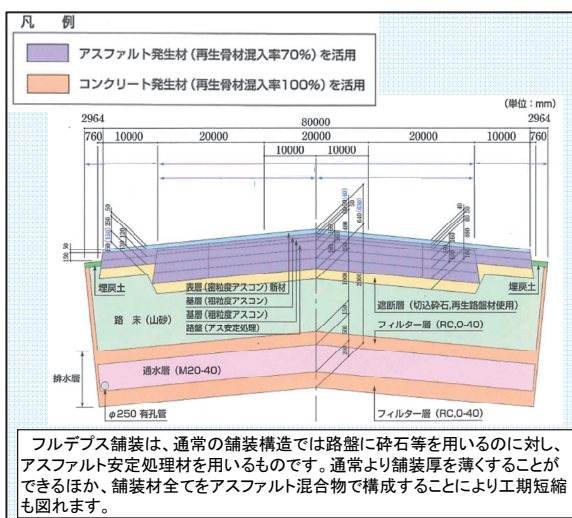 凡 例
アスファルト発生材（再生骨材混入率70％）を活用
コンクリート発生材（再生骨材混入率100％）を活用
（単位：mm）
2964 80000 2964
760 10000 20000 20000 20000 10000 760
10000 10000
埋戻土
表層（密粒度アスコン）新材
基層（粗粒度アスコン）
基層（粗粒度アスコン）
路盤（アス安定処理）
埋戻土
遮断層（切込砕石,再生路盤材使用）
路 床（山砂）
フィルター層（RC,0-40）
排水層
通水層（M20-40）
φ250 有孔管
フィルター層（RC,0-40）
フルデプス舗装は、通常の舗装構造では路盤に砕石等を用いるのに対し、
アスファルト安定処理材を用いるものです。通常より舗装厚を薄くすることが
できるほか、舗装材全てをアスファルト混合物で構成することにより工期短縮
も図れます。